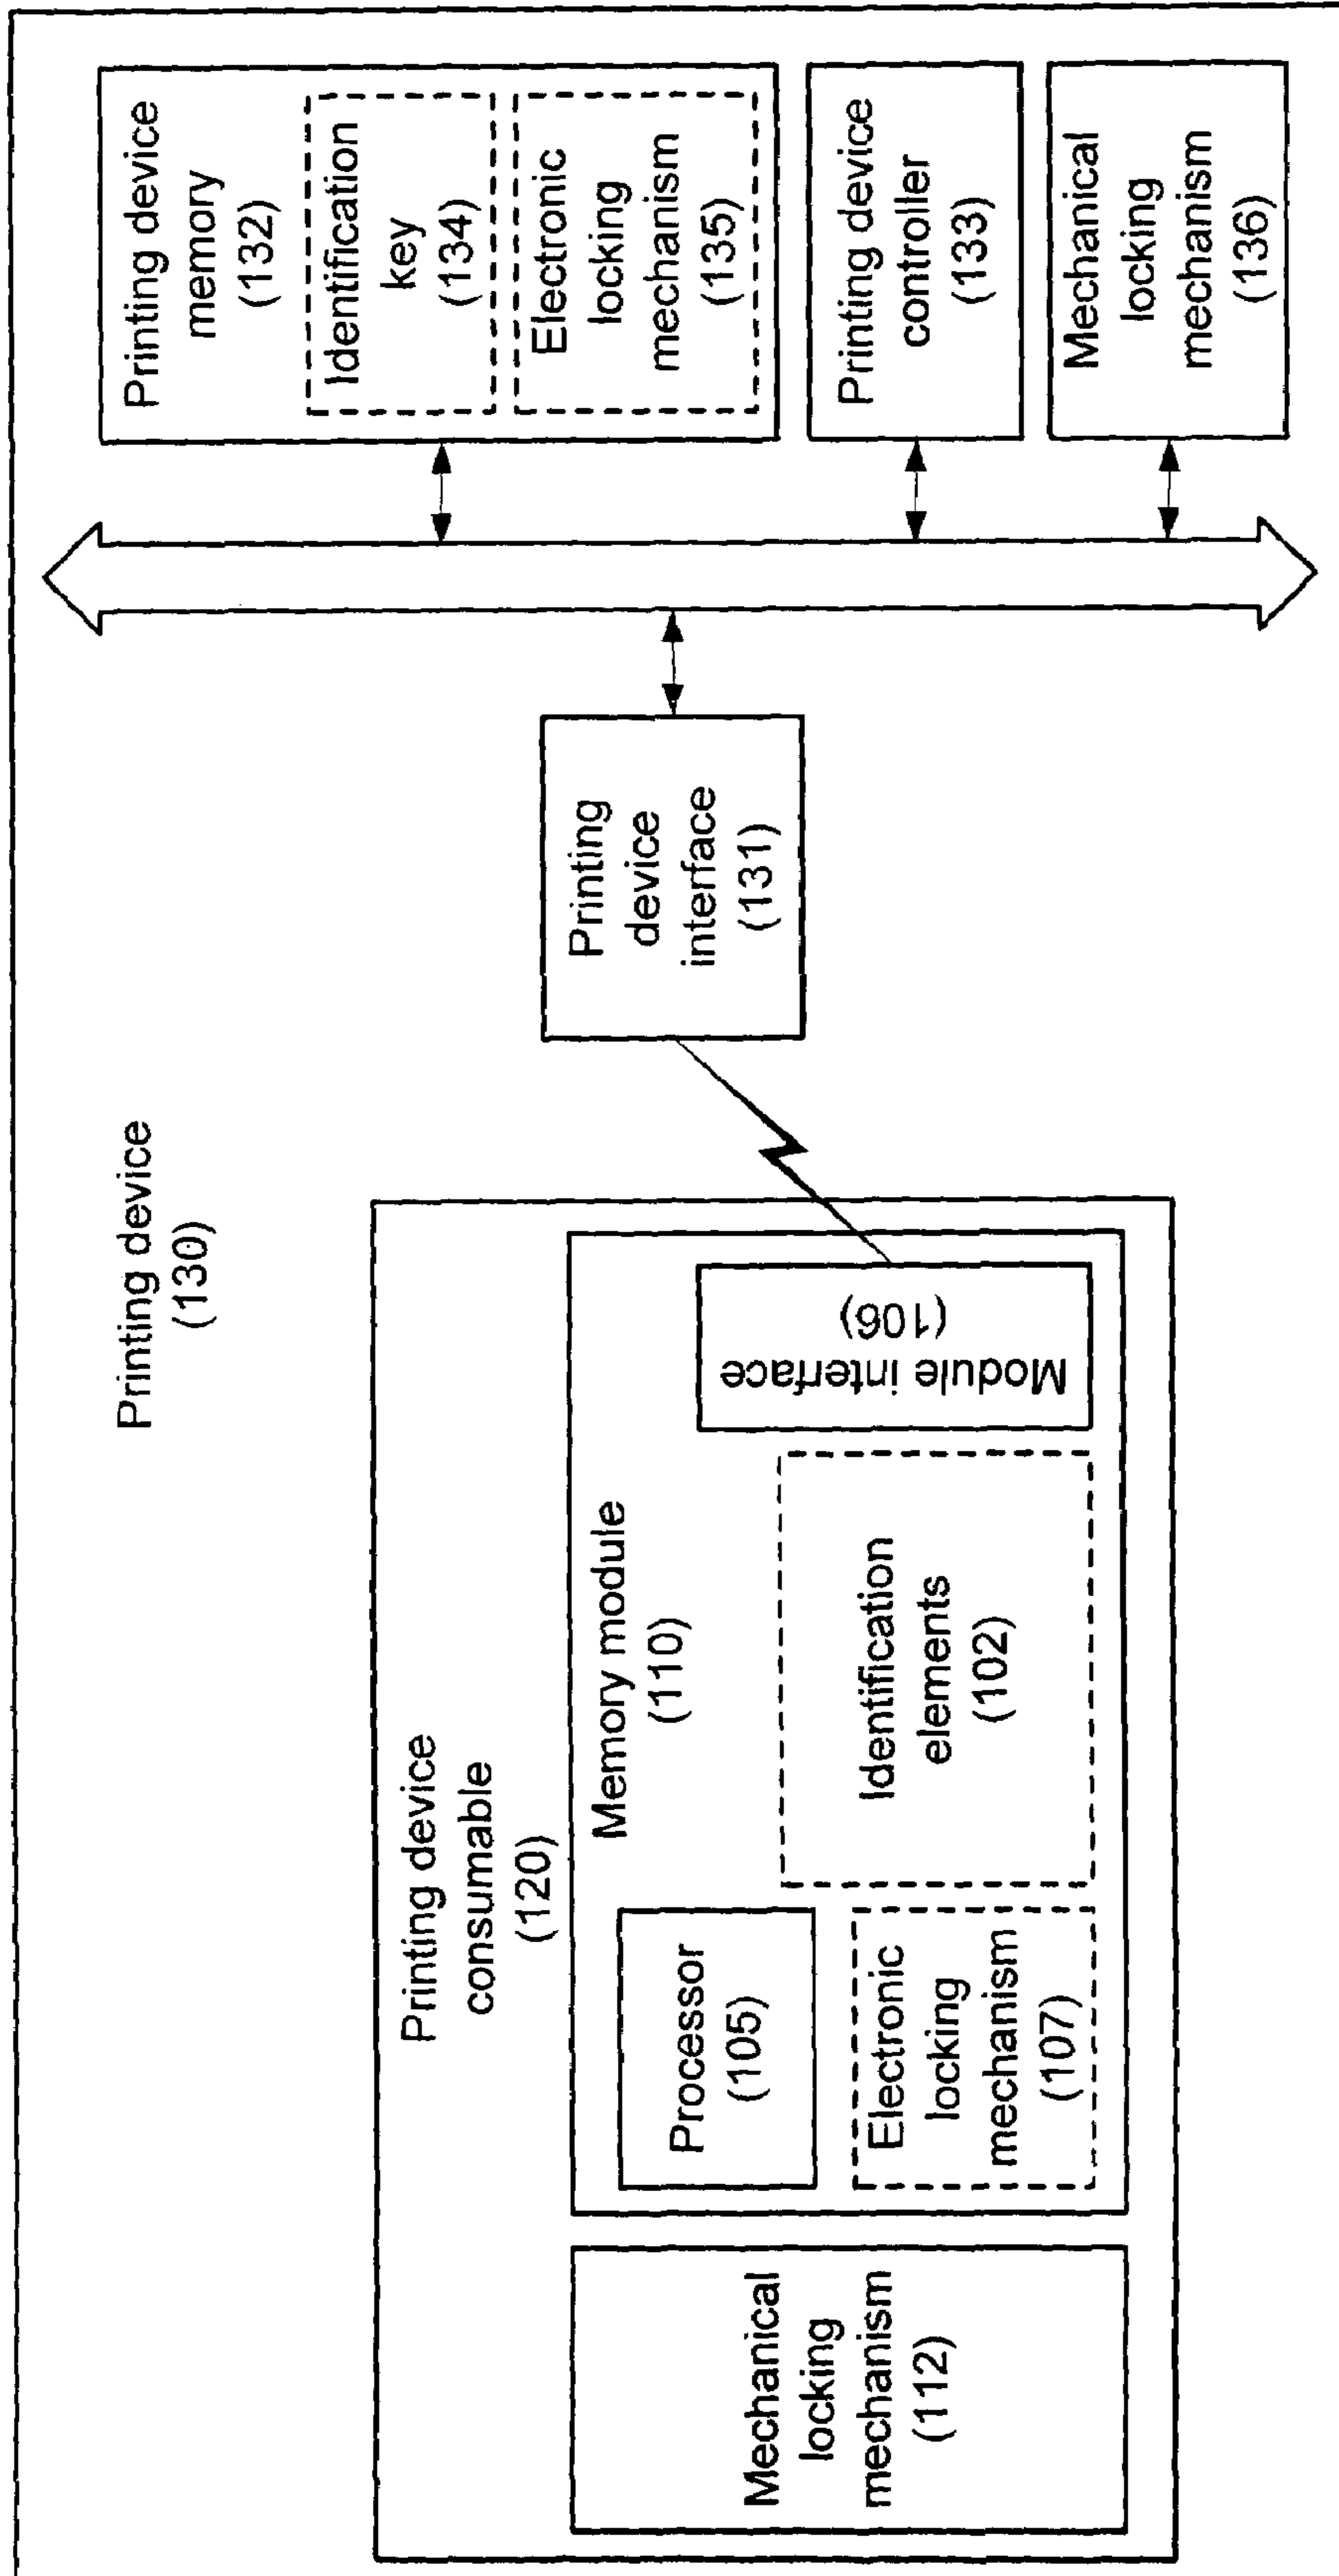 Printing device
(130)
Printing device
consumable
(120)
Mechanical
locking
mechanism
(112)
Memory module
(110)
Processor
(105)
Electronic
locking
mechanism
(107)
Identification
elements
(102)
Module interface
(106)
Printing
device
interface
(131)
Printing device
memory
(132)
Identification
key
(134)
Electronic
locking
mechanism
(135)
Printing device
controller
(133)
Mechanical
locking
mechanism
(136)